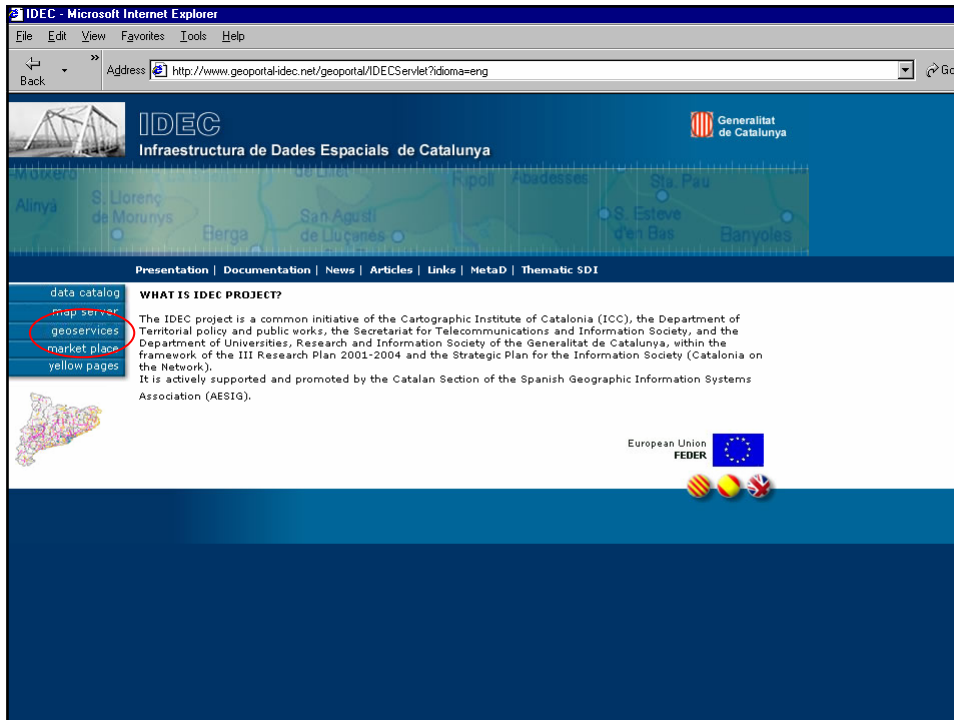 IDEC - Microsoft Internet Explorer
File Edit View Favorites Tools Help
Back
»
Address http://www.geoportal-idec.net/geoportal/IDECServlet?idioma=eng
Go
IDEC
Infraestructura de Dades Espacials de Catalunya
Generalitat
de Catalunya
de Lillet
Ripoll
Abadesses
Sta. Pau
Alinyà
S. Llorenç
de Morunys
Berga
San Agustí
de Lluçanès
S. Esteve
d'en Bas
Banyoles
Presentation | Documentation | News | Articles | Links | MetaD | Thematic SDI
data catalog
map server
geoservices
market place
yellow pages
WHAT IS IDEC PROJECT?
The IDEC project is a common initiative of the Cartographic Institute of Catalonia (ICC), the Department of
Territorial policy and public works, the Secretariat for Telecommunications and Information Society, and the
Department of Universities, Research and Information Society of the Generalitat de Catalunya, within the
framework of the III Research Plan 2001-2004 and the Strategic Plan for the Information Society (Catalonia on
the Network).
It is actively supported and promoted by the Catalan Section of the Spanish Geographic Information Systems
Association (AESIG).
European Union
FEDER